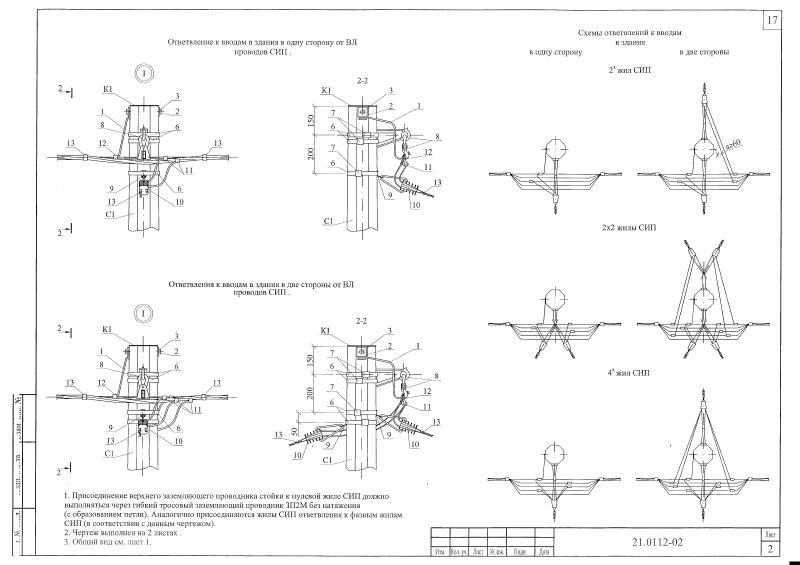 17
Ответвление к вводам в здания в одну сторону от ВЛ
проводов СИП .
I
2-2
2
К1
3
1
2
8
6
13
12
13
11
9
6
13
10
С1
2
К1
3
2
1
7
6
150
8
12
7
200
11
6
13
9
10
С1
Ответвления к вводам в здания в две стороны от ВЛ
проводов СИП .
I
2-2
2
К1
3
1
2
8
6
13
12
13
11
9
6
13
10
С1
2
К1
3
2
1
7
6
150
8
12
200
7
11
6
50
13
13
9
9
10
10
С1
Схемы ответвлений к вводам
в здания
в одну сторону
в две стороны
2х жил СИП
2х2 жилы СИП
4х жил СИП
1. Присоединение верхнего заземляющего проводника стойки к нулевой жиле СИП должно
выполняться через гибкий тросовый заземляющий проводник ЗП2М без натяжения
(с образованием петли). Аналогично присоединяются жилы СИП ответвления к фазным жилам
СИП (в соответствии с данным чертежом).
2. Чертеж выполнен на 2 листах .
3. Общий вид см. лист 1.
Изм. Кол. уч Лист № док. Подп. Дата
21.0112-02
Лист
2